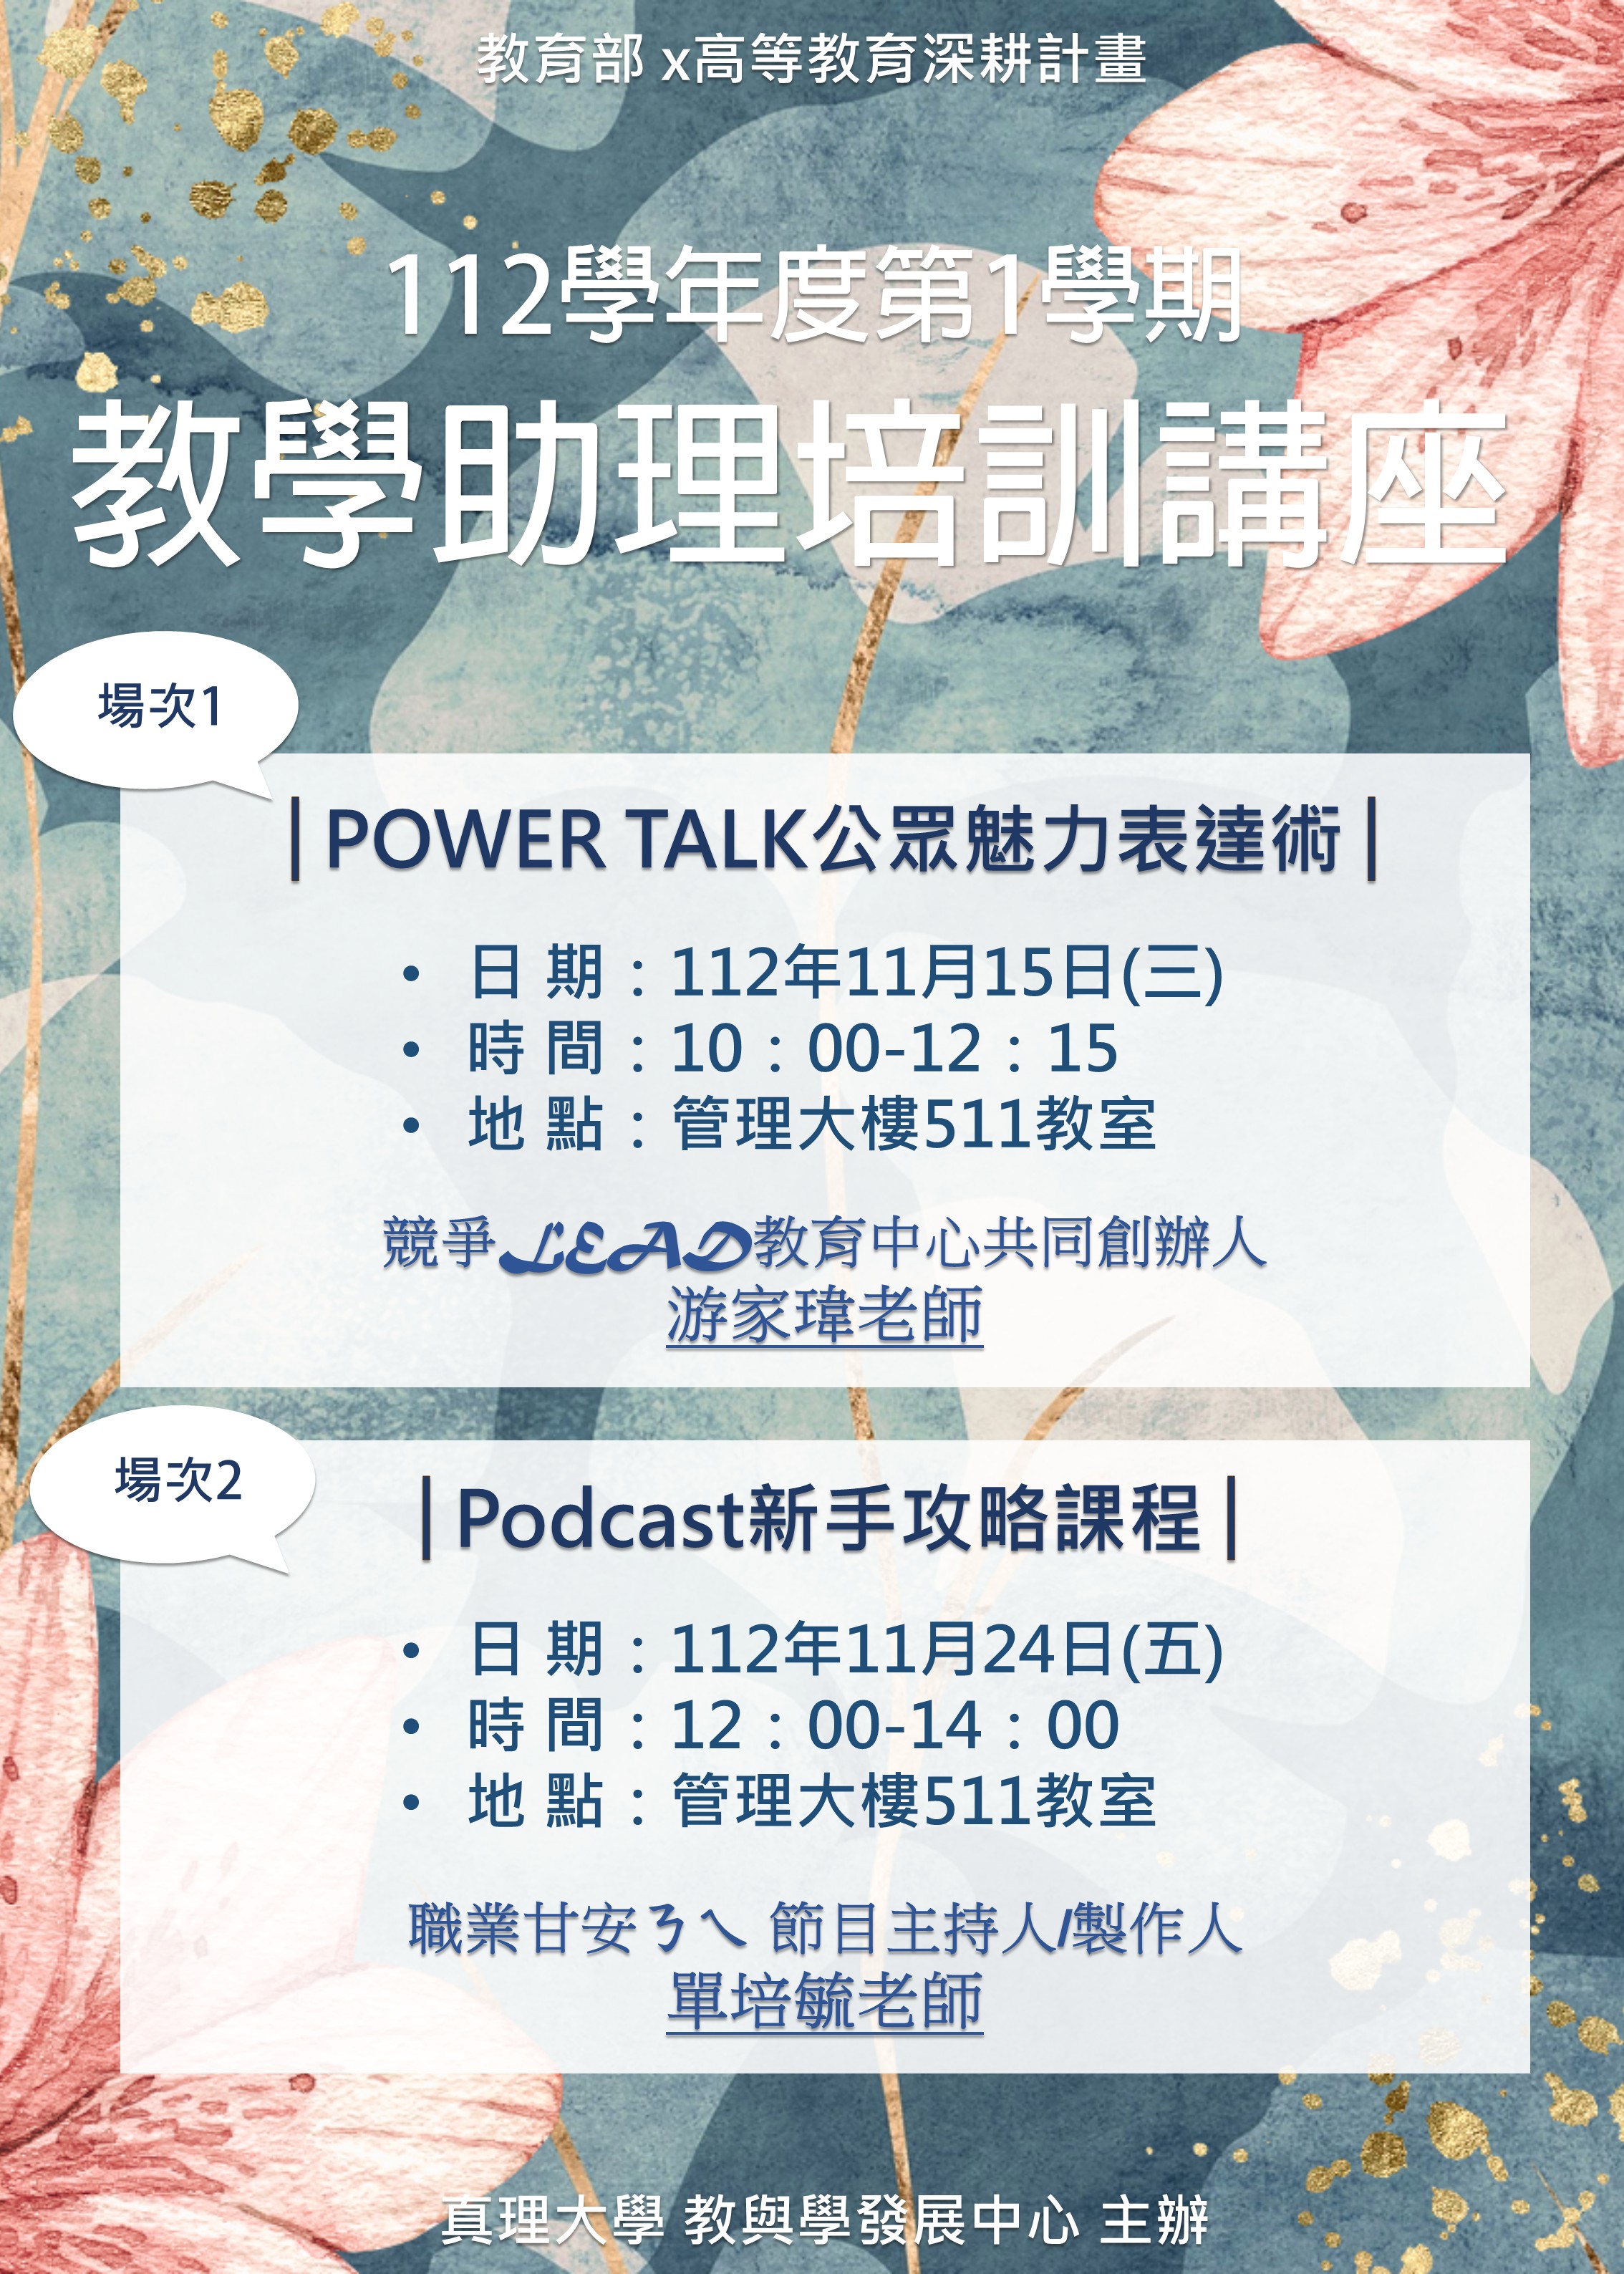 教育部 x高等教育深耕計畫
112學年度第1學期
教學助理培訓講座
場次1
|POWER TALK公眾魅力表達術|
• 日 期：112年11月15日(三)
• 時 間：10：00-12：15
• 地 點：管理大樓511教室
競爭LEAD教育中心共同創辦人
游家瑋老師
場次2
|Podcast新手攻略課程|
• 日 期：112年11月24日(五)
• 時 間：12：00-14：00
• 地 點：管理大樓511教室
職業甘安ㄋㄟ 節目主持人/製作人
單培毓老師
真理大學 教與學發展中心 主辦